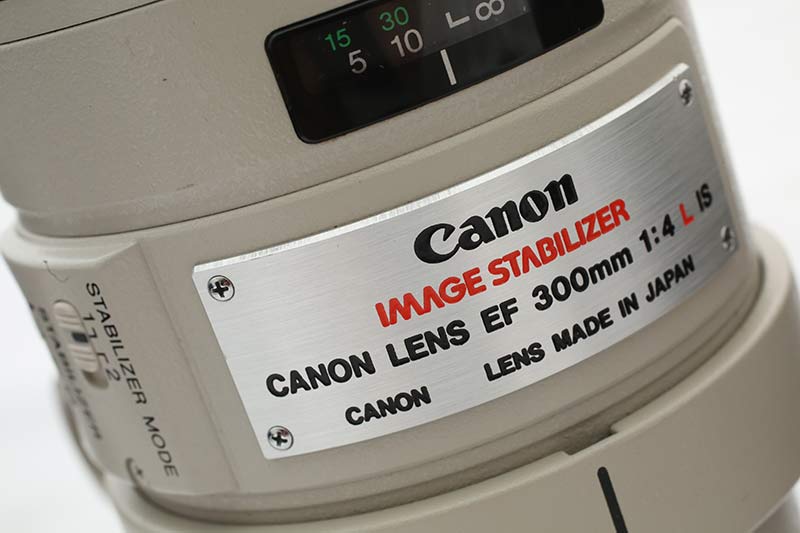 15 30
5 10 ∞
Canon
IMAGE STABILIZER
CANON LENS EF 300mm 1:4 L IS
CANON LENS MADE IN JAPAN
STABILIZER MODE
1 2
STABILIZER